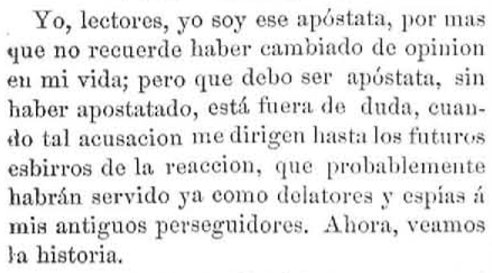 Yo, lectores, yo soy ese apóstata, por mas
que no recuerde haber cambiado de opinion
en mi vida; pero que debo ser apóstata, sin
haber apostatado, está fuera de duda, cuan-
do tal acusacion me dirigen hasta los futuros
esbirros de la reaccion, que probablemente
habrán servido ya como delatores y espías á
mis antiguos perseguidores. Ahora, veamos
la historia.